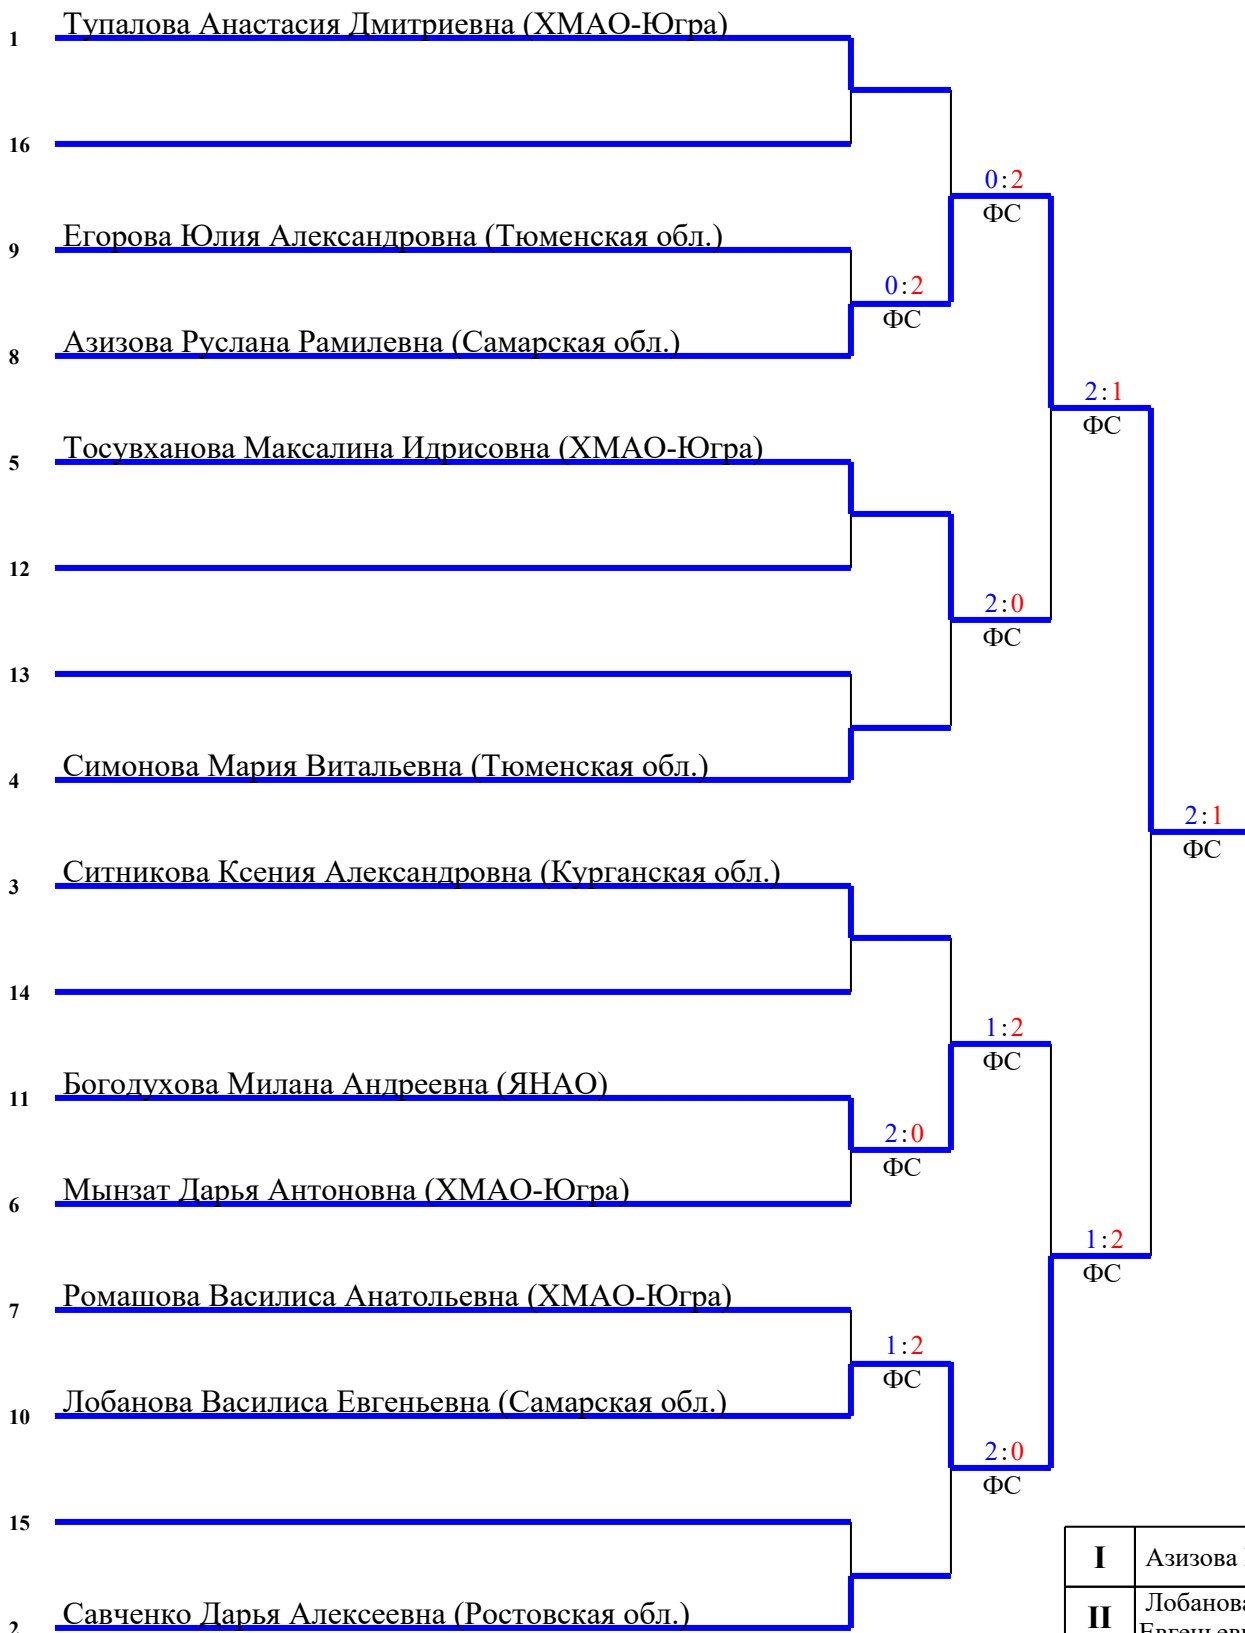 1 Тупалова Анастасия Дмитриевна (ХМАО-Югра)
16
0:2
ФС
9 Егорова Юлия Александровна (Тюменская обл.)
0:2
ФС
8 Азизова Руслана Рамилевна (Самарская обл.)
2:1
ФС
5 Тосувханова Максалина Идрисовна (ХМАО-Югра)
12
2:0
ФС
13
4 Симонова Мария Витальевна (Тюменская обл.)
2:1
ФС
3 Ситникова Ксения Александровна (Курганская обл.)
14
1:2
ФС
11 Богодухова Милана Андреевна (ЯНАО)
2:0
ФС
6 Мынзат Дарья Антоновна (ХМАО-Югра)
1:2
ФС
7 Ромашова Василиса Анатольевна (ХМАО-Югра)
1:2
ФС
10 Лобанова Василиса Евгеньевна (Самарская обл.)
2:0
ФС
15
I Азизова
2 Савченко Дарья Алексеевна (Ростовская обл.)
II Лобанова